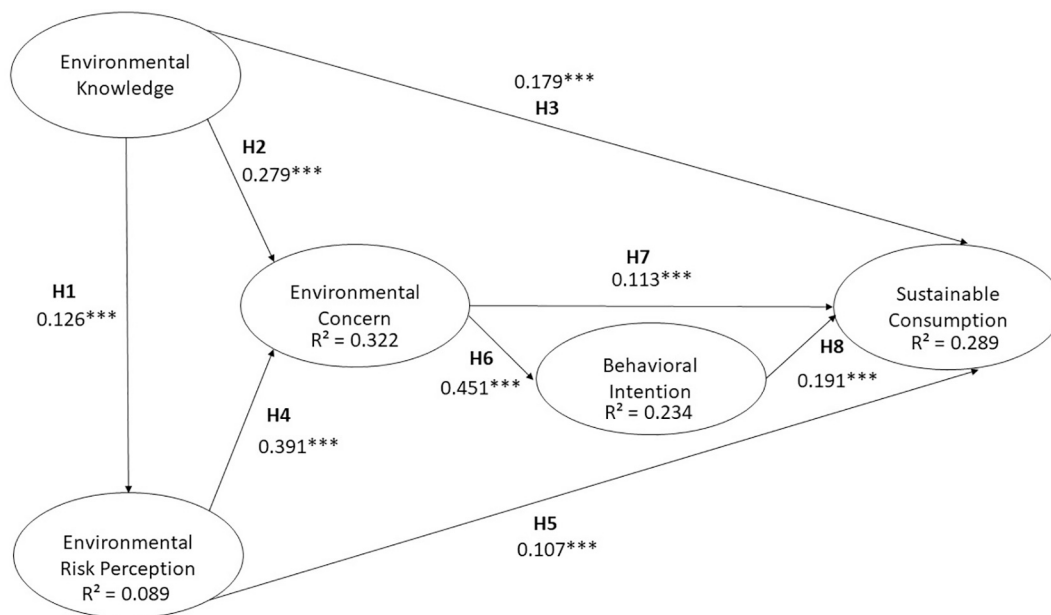 Environmental
Knowledge
0.179***
H3
H2
0.279***
H1
0.126***
Environmental
Concern
R² = 0.322
H7
0.113***
Sustainable
Consumption
R² = 0.289
H6
0.451***
Behavioral
Intention
R² = 0.234
H8
0.191***
H4
0.391***
Environmental
Risk Perception
R² = 0.089
H5
0.107***